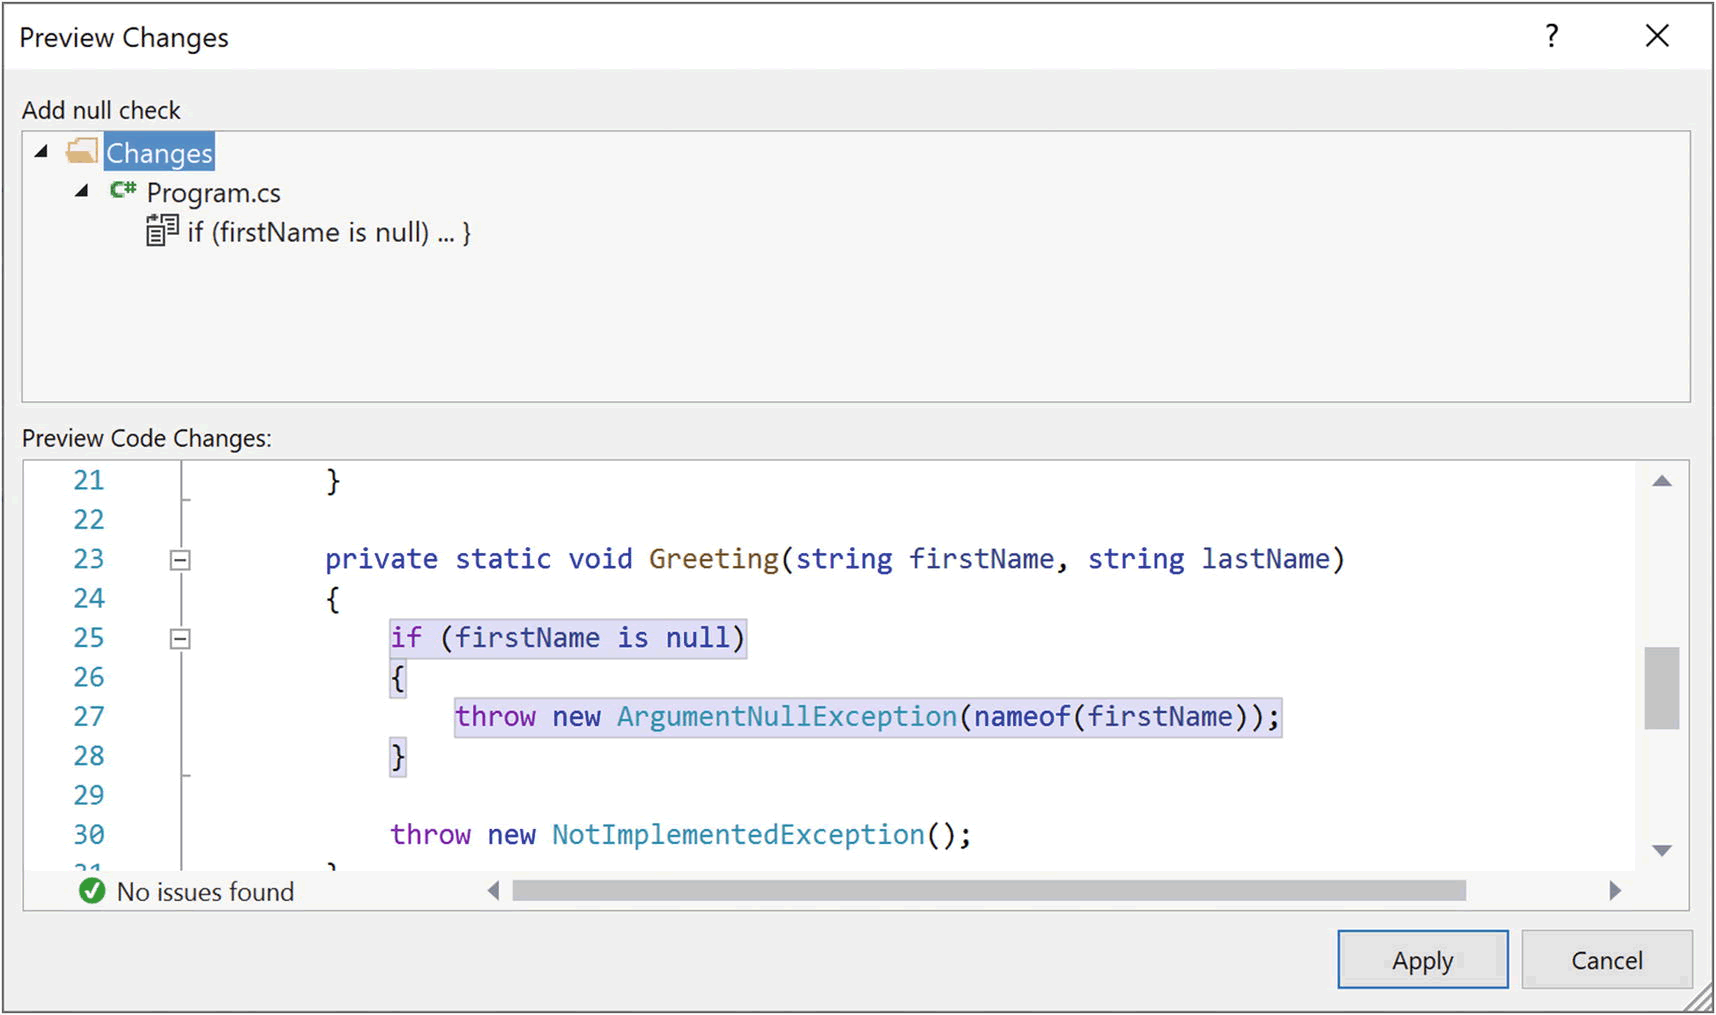 Preview Changes ?
Add null check
Changes
C# Program.cs
if (firstName is null) ... }
Preview Code Changes:
21 }
22
23 private static void Greeting(string firstName, string lastName)
24 {
25 if (firstName is null)
26 {
27 throw new ArgumentNullException(nameof(firstName));
28 }
29
30 throw new NotImplementedException();
No issues found
Apply Cancel